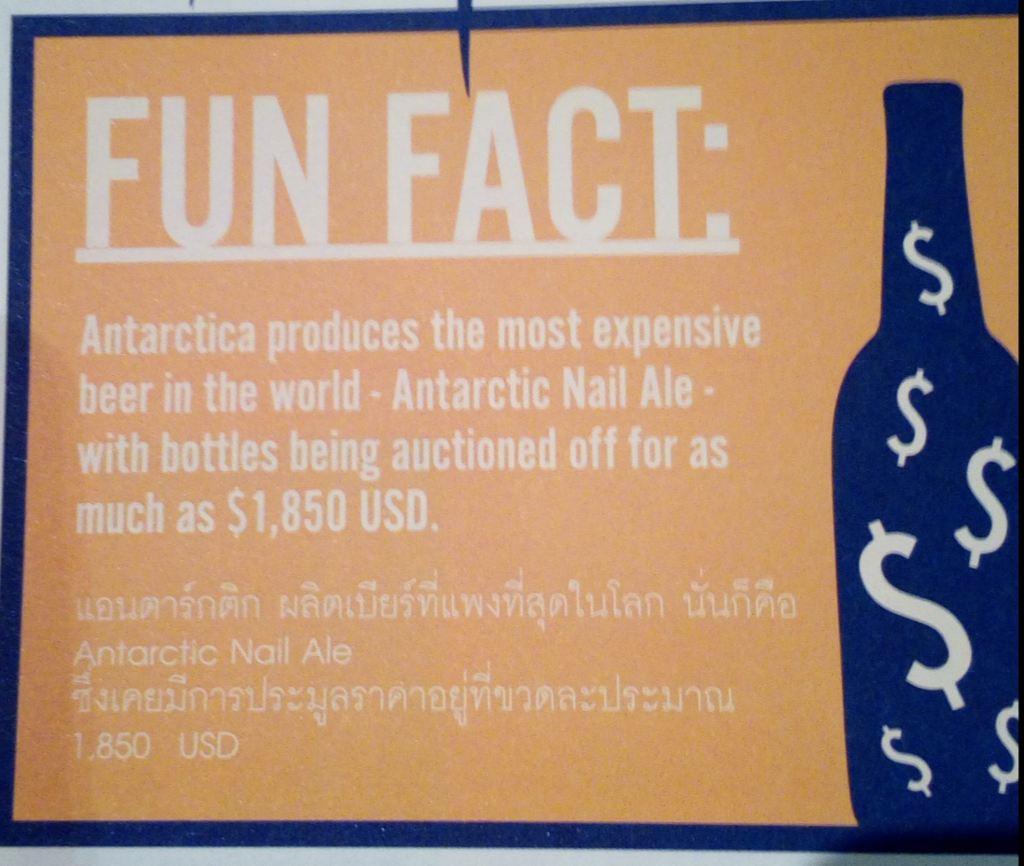 FUN FACT:
Antarctica produces the most expensive
beer in the world - Antarctic Nail Ale -
with bottles being auctioned off for as
much as $1,850 USD.
แอนตาร์กติก ผลิตเบียร์ที่แพงที่สุดในโลก นั่นก็คือ
Antarctic Nail Ale
ซึ่งเคยมีการประมูลราคาอยู่ที่ขวดละประมาณ
1,850 USD
$
$
$
$
$
$